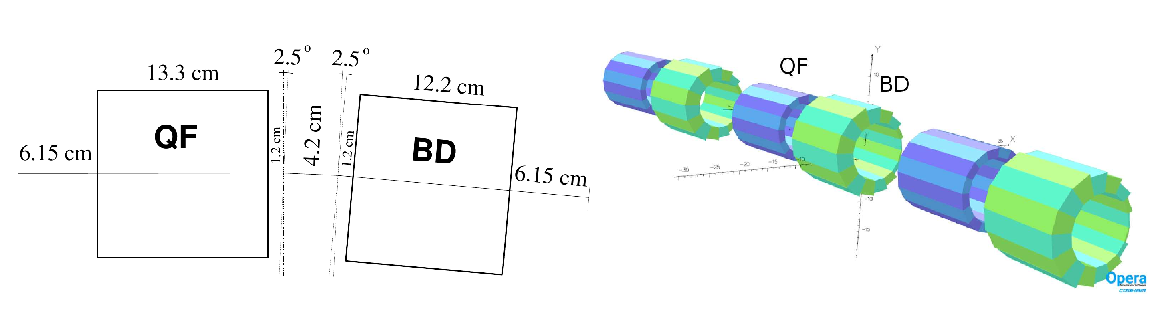 2.5° 2.5°
13.3 cm
12.2 cm
QF
1.2 cm
4.2 cm
1.2 cm
BD
6.15 cm
6.15 cm
QF
BD
Y
X
Opera